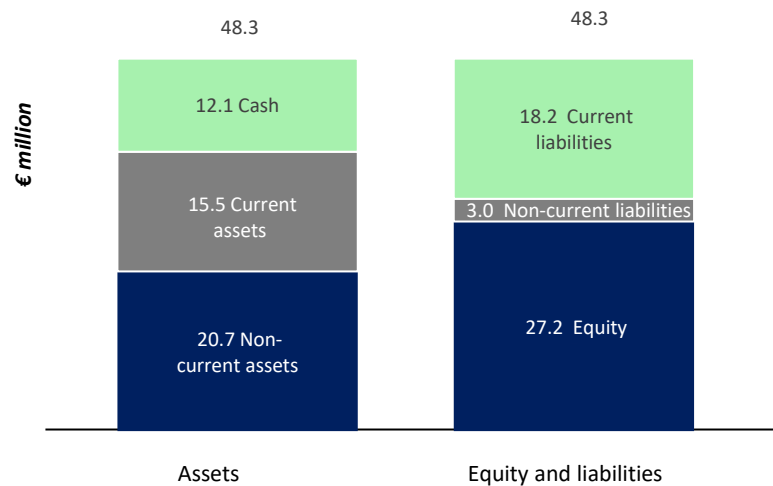 48.3
48.3
€ million
12.1 Cash
15.5 Current
assets
20.7 Non-
current assets
18.2 Current
liabilities
3.0 Non-current liabilities
27.2 Equity
Assets
Equity and liabilities